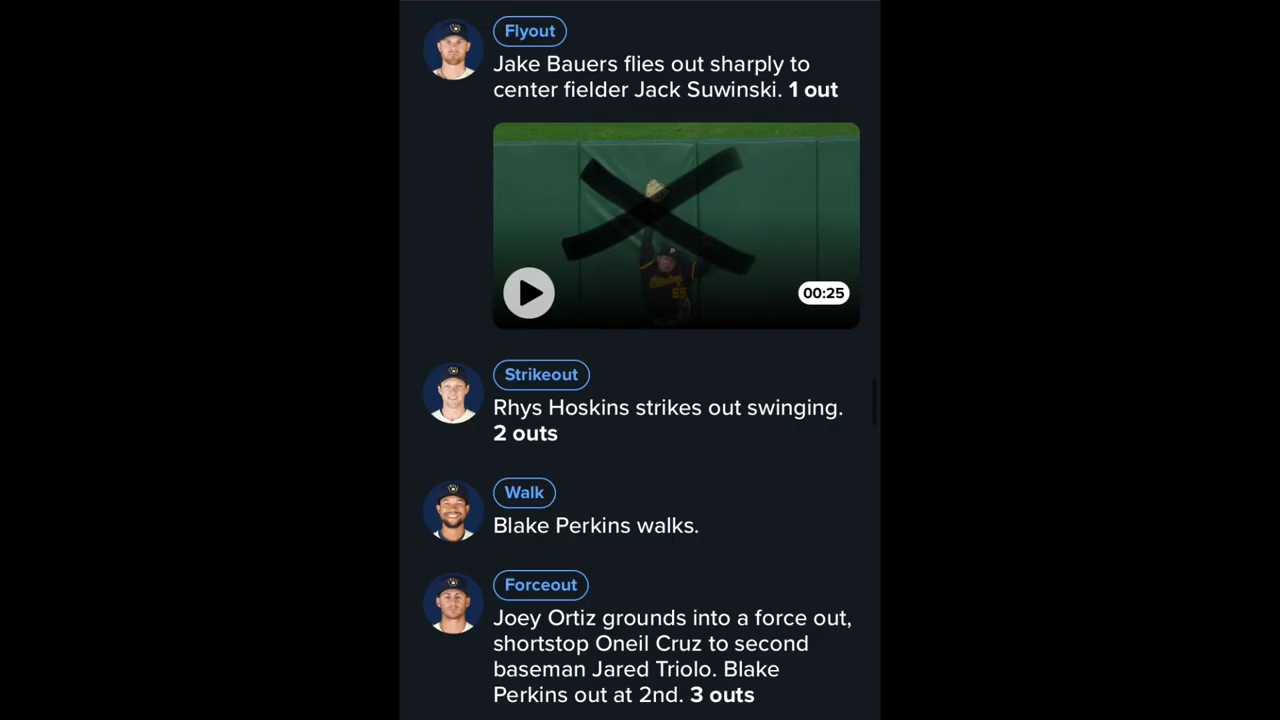 Flyout
Jake Bauers flies out sharply to
center fielder Jack Suwinski. 1 out
65
00:25
Strikeout
Rhys Hoskins strikes out swinging.
2 outs
Walk
Blake Perkins walks.
Forceout
Joey Ortiz grounds into a force out,
shortstop Oneil Cruz to second
baseman Jared Triolo. Blake
Perkins out at 2nd. 3 outs